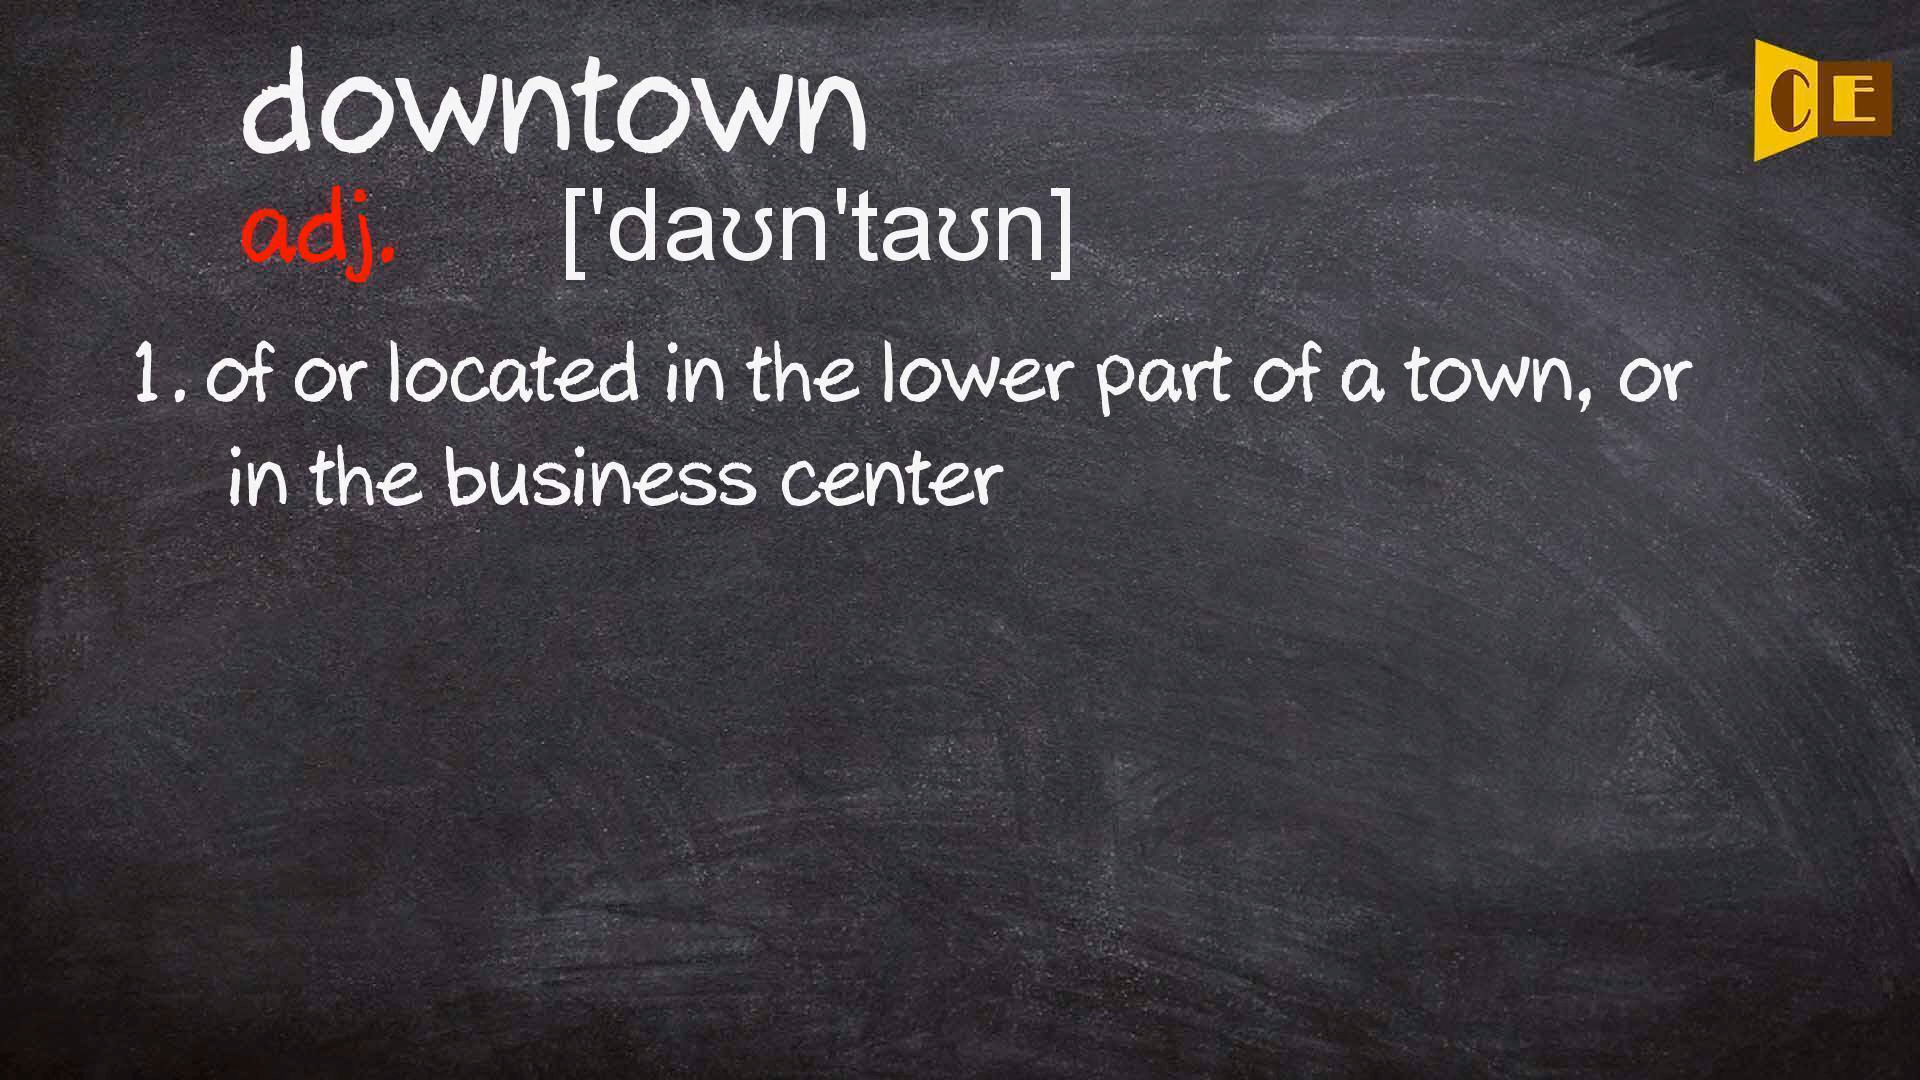 downtown
CE
adj. ['daʊn'taʊn]
1. of or located in the lower part of a town, or
in the business center